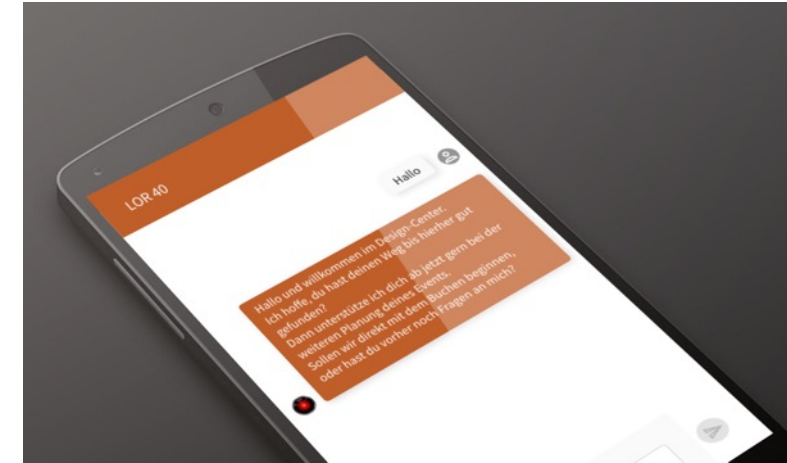 LOR 40
Hallo
Hallo und willkommen im Design-Center.
Ich hoffe, du hast deinen Weg bis hierher gut
gefunden?
Dann unterstütze ich dich ab jetzt gern bei der
weiteren Planung deines Events.
Sollen wir direkt mit dem Buchen beginnen,
oder hast du vorher noch Fragen an mich?